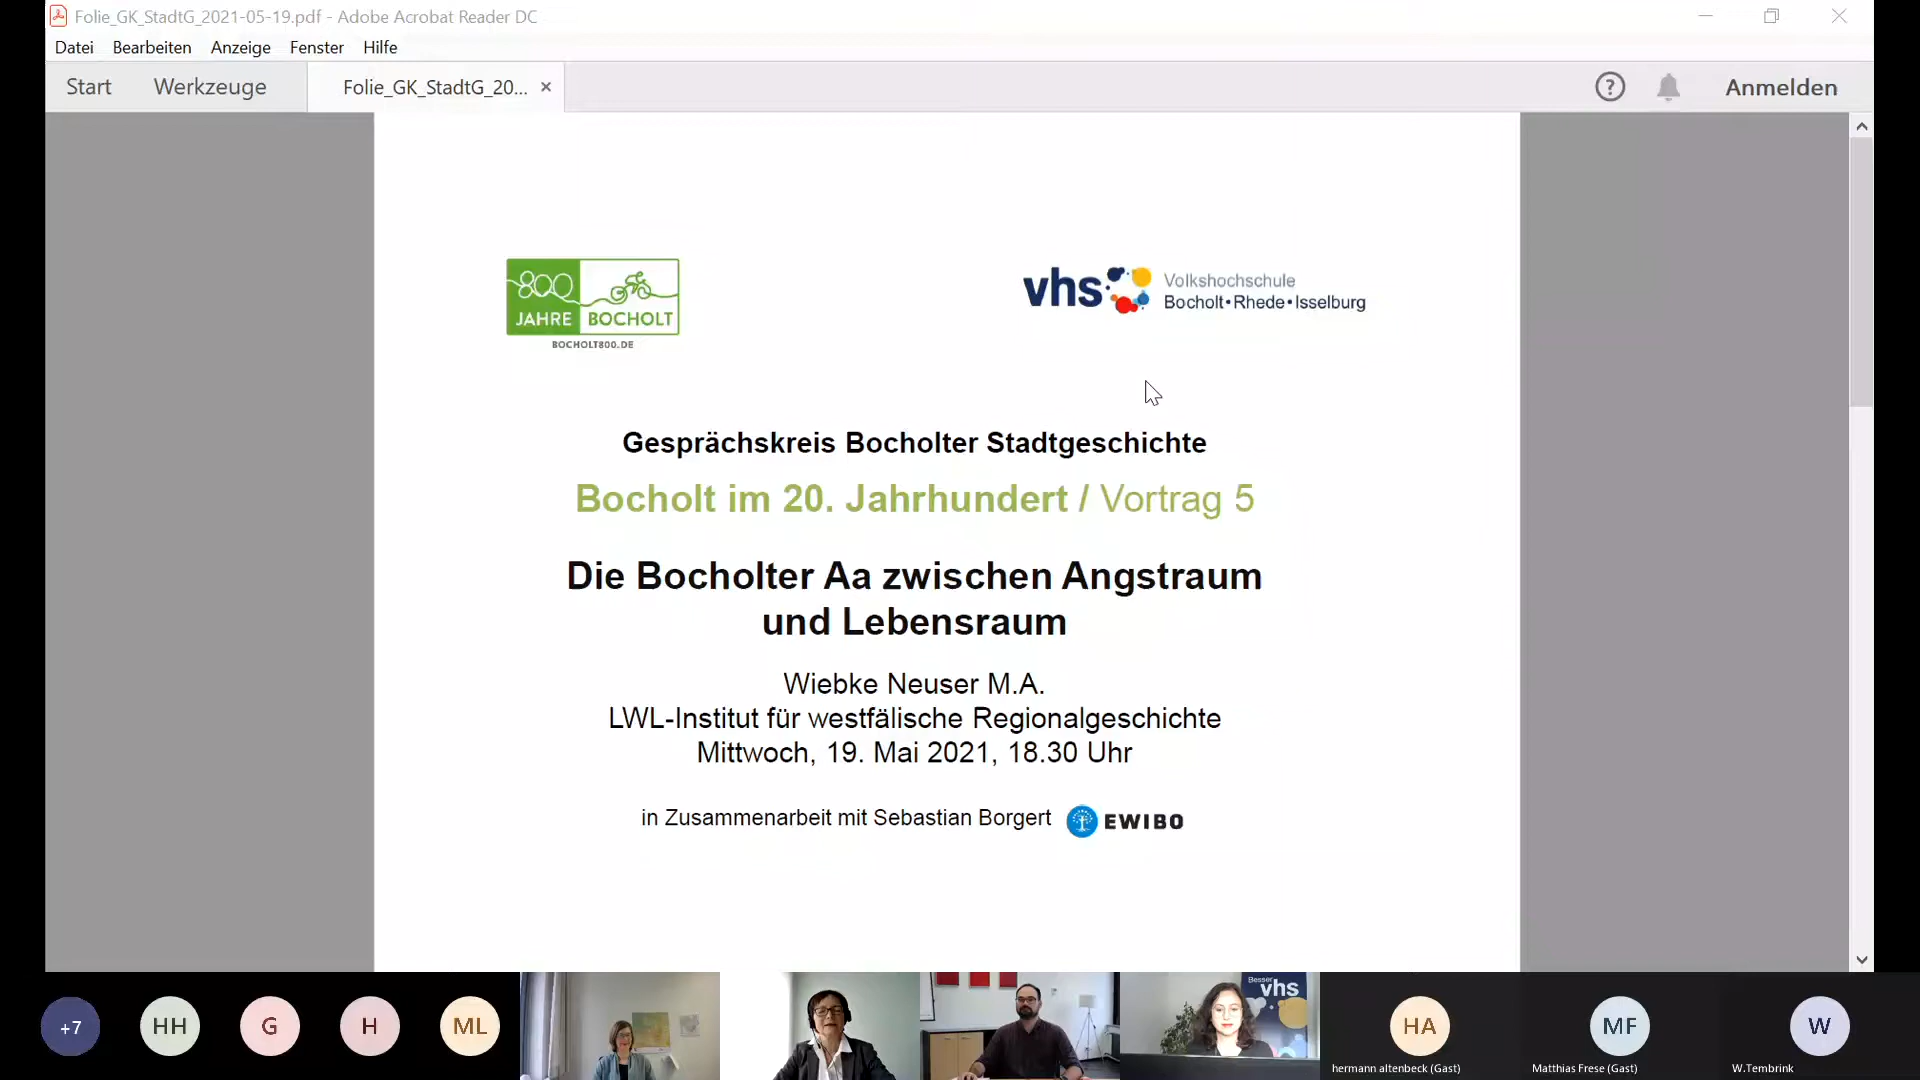 Folie_GK_StadtG_2021-05-19.pdf - Adobe Acrobat Reader DC
Datei Bearbeiten Anzeige Fenster Hilfe
Start Werkzeuge Folie_GK_StadtG_20... × ? Anmelden
800
JAHRE BOCHOLT
BOCHOLT800.DE
vhs Volkshochschule
Bocholt•Rhede•Isselburg
Gesprächskreis Bocholter Stadtgeschichte
Bocholt im 20. Jahrhundert / Vortrag 5
Die Bocholter Aa zwischen Angstraum
und Lebensraum
Wiebke Neuser M.A.
LWL-Institut für westfälische Regionalgeschichte
Mittwoch, 19. Mai 2021, 18.30 Uhr
in Zusammenarbeit mit Sebastian Borgert EWIBO
+7 HH G H ML
Besser
vhs
HA MF W
hermann altenbeck (Gast) Matthias Frese (Gast) W.Tembrink